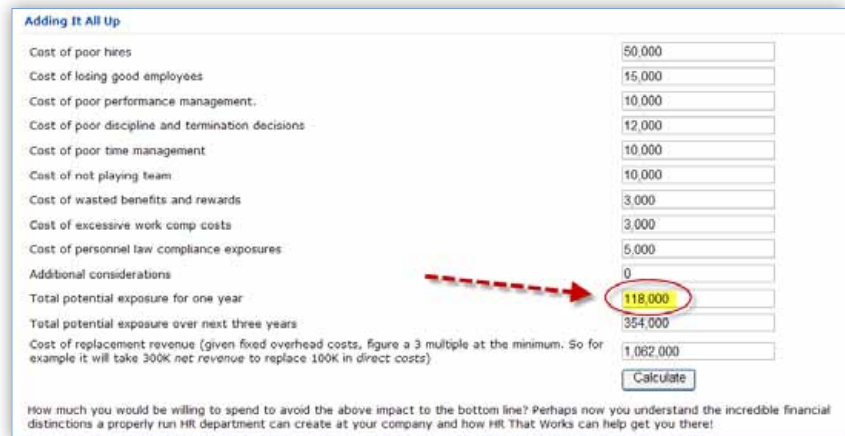 Adding It All Up
Cost of poor hires 50,000
Cost of losing good employees 15,000
Cost of poor performance management. 10,000
Cost of poor discipline and termination decisions 12,000
Cost of poor time management 10,000
Cost of not playing team 10,000
Cost of wasted benefits and rewards 3,000
Cost of excessive work comp costs 3,000
Cost of personnel law compliance exposures 5,000
Additional considerations 0
Total potential exposure for one year 118,000
Total potential exposure over next three years 354,000
Cost of replacement revenue (given fixed overhead costs, figure a 3 multiple at the minimum. So for
example it will take 300K net revenue to replace 100K in direct costs) 1,062,000
Calculate
How much you would be willing to spend to avoid the above impact to the bottom line? Perhaps now you understand the incredible financial
distinctions a properly run HR department can create at your company and how HR That Works can help get you there!